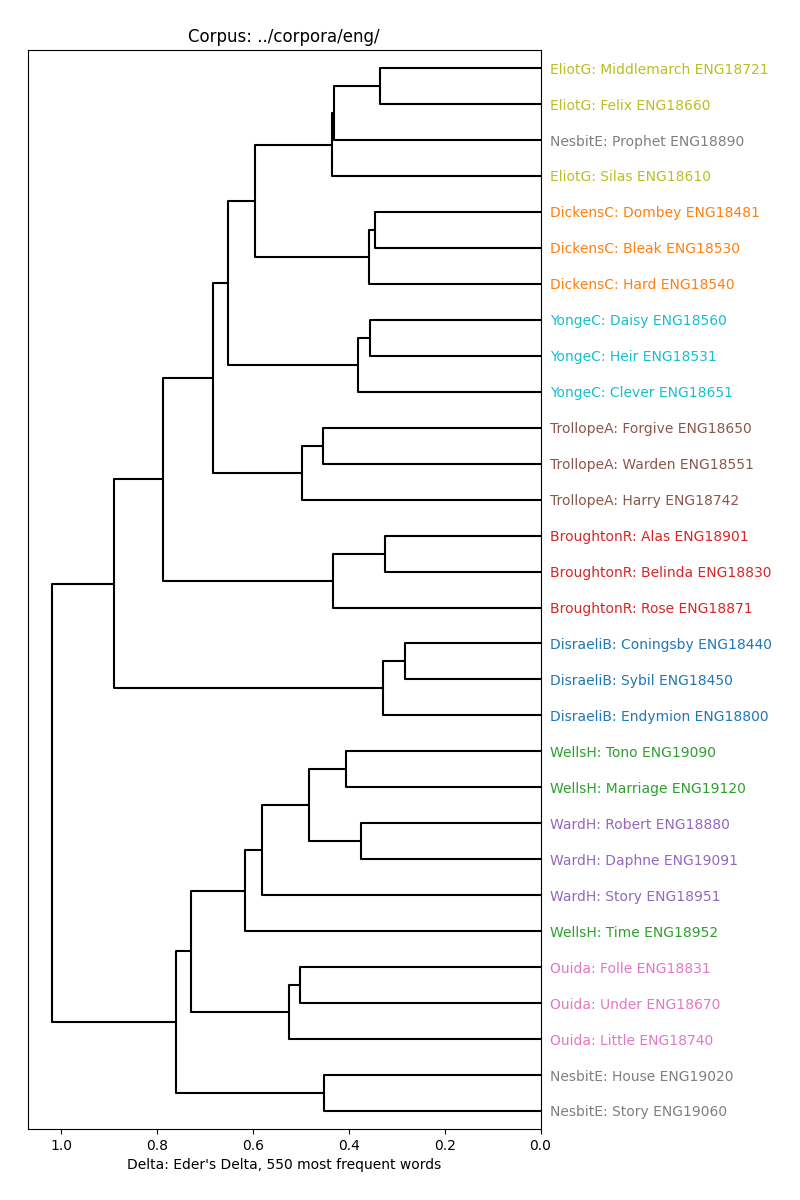 Corpus: ../corpora/eng/
EliotG: Middlemarch ENG18721
EliotG: Felix ENG18660
NesbitE: Prophet ENG18890
EliotG: Silas ENG18610
DickensC: Dombey ENG18481
DickensC: Bleak ENG18530
DickensC: Hard ENG18540
YongeC: Daisy ENG18560
YongeC: Heir ENG18531
YongeC: Clever ENG18651
TrollopeA: Forgive ENG18650
TrollopeA: Warden ENG18551
TrollopeA: Harry ENG18742
BroughtonR: Alas ENG18901
BroughtonR: Belinda ENG18830
BroughtonR: Rose ENG18871
DisraeliB: Coningsby ENG18440
DisraeliB: Sybil ENG18450
DisraeliB: Endymion ENG18800
WellsH: Tono ENG19090
WellsH: Marriage ENG19120
WardH: Robert ENG18880
WardH: Daphne ENG19091
WardH: Story ENG18951
WellsH: Time ENG18952
Ouida: Folle ENG18831
Ouida: Under ENG18670
Ouida: Little ENG18740
NesbitE: House ENG19020
NesbitE: Story ENG19060
1.0 0.8 0.6 0.4 0.2 0.0
Delta: Eder's Delta, 550 most frequent words